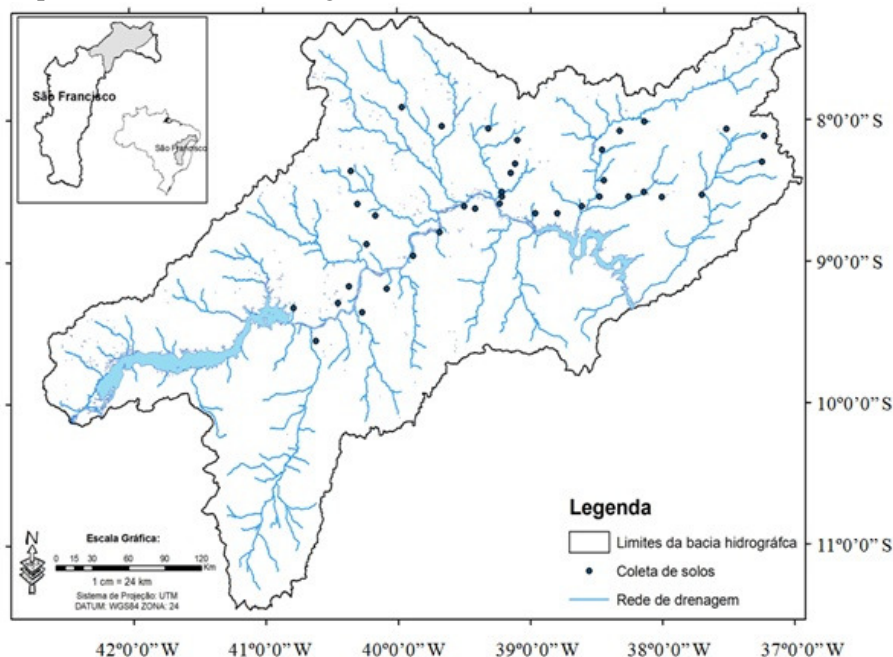 São Francisco
São Francisco
8°0'0" S
9°0'0" S
10°0'0" S
11°0'0" S
Legenda
Limites da bacia hidrográfca
Coleta de solos
Rede de drenagem
N
Escala Gráfica:
0 15 30 60 90 120
Km
1 cm = 24 km
Sistema de Projeção: UTM
DATUM: WGS84 ZONA: 24
42°0'0" W 41°0'0" W 40°0'0" W 39°0'0" W 38°0'0" W 37°0'0" W